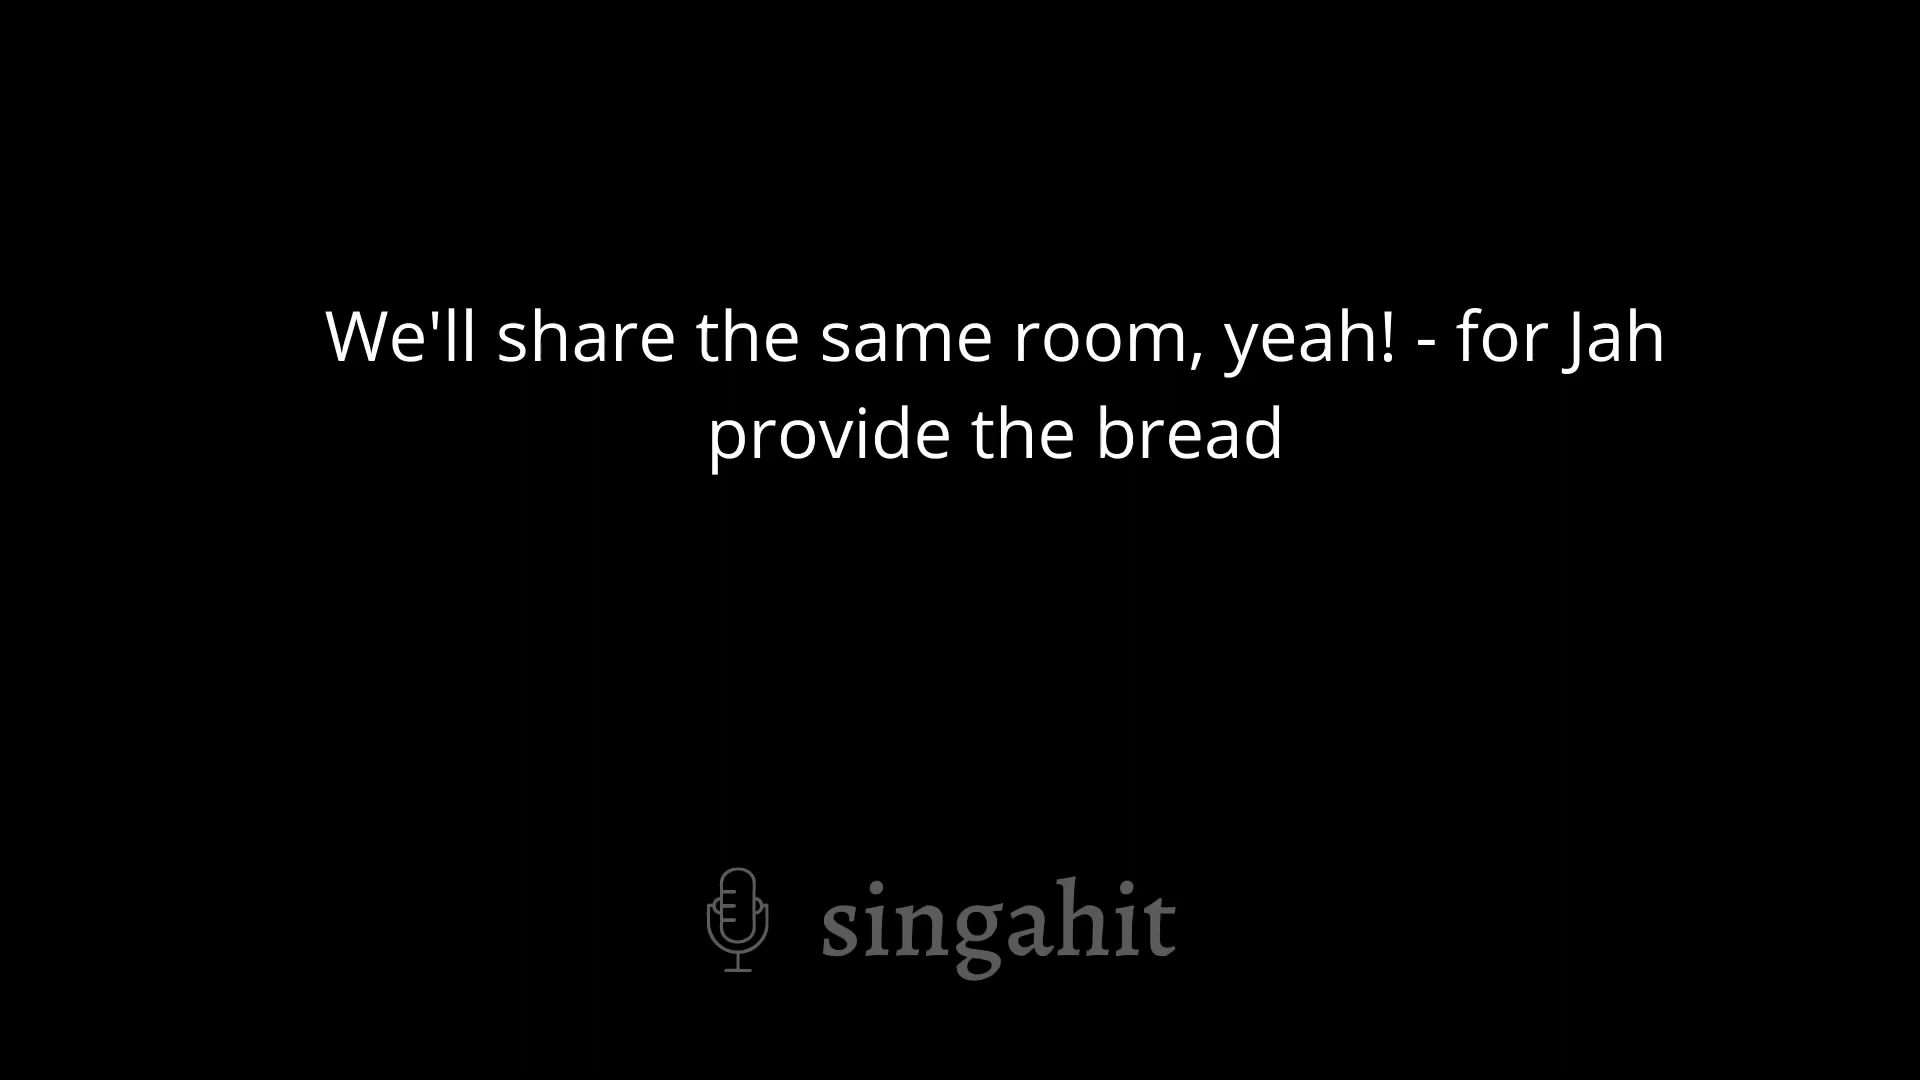 We'll share the same room, yeah! - for Jah
provide the bread
singahit